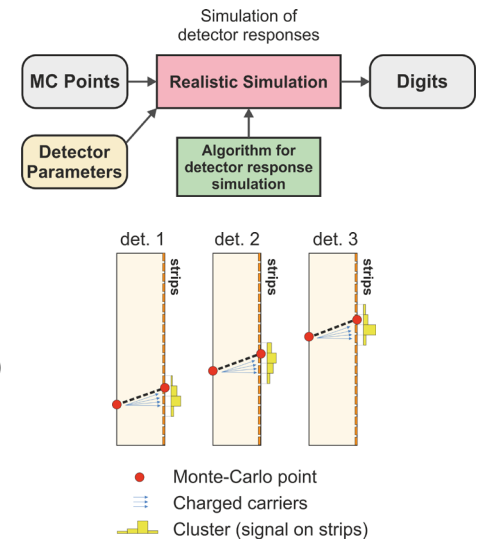 Simulation of
detector responses
MC Points
Realistic Simulation
Digits
Detector
Parameters
Algorithm for
detector response
simulation
det. 1
det. 2
det. 3
strips
strips
strips
Monte-Carlo point
Charged carriers
Cluster (signal on strips)